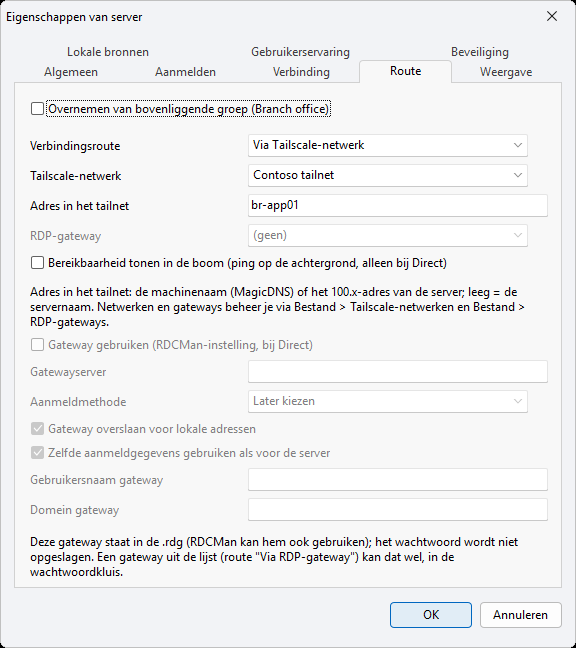 Eigenschappen van server
Lokale bronnen
Gebruikerservaring
Beveiliging
Algemeen
Aanmelden
Verbinding
Route
Weergave
Overnemen van bovenliggende groep (Branch office)
Verbindingsroute
Via Tailscale-netwerk
Tailscale-netwerk
Contoso tailnet
Adres in het tailnet
br-app01
RDP-gateway
(geen)
Bereikbaarheid tonen in de boom (ping op de achtergrond, alleen bij Direct)
Adres in het tailnet: de machinenaam (MagicDNS) of het 100.x-adres van de server; leeg = de
servernaam. Netwerken en gateways beheer je via Bestand > Tailscale-netwerken en Bestand >
RDP-gateways.
Gateway gebruiken (RDCMan-instelling, bij Direct)
Gatewayserver
Aanmeldmethode
Later kiezen
Gateway overslaan voor lokale adressen
Zelfde aanmeldgegevens gebruiken als voor de server
Gebruikersnaam gateway
Domein gateway
Deze gateway staat in de .rdg (RDCMan kan hem ook gebruiken); het wachtwoord wordt niet
opgeslagen. Een gateway uit de lijst (route "Via RDP-gateway") kan dat wel, in de
wachtwoordkluis.
OK
Annuleren